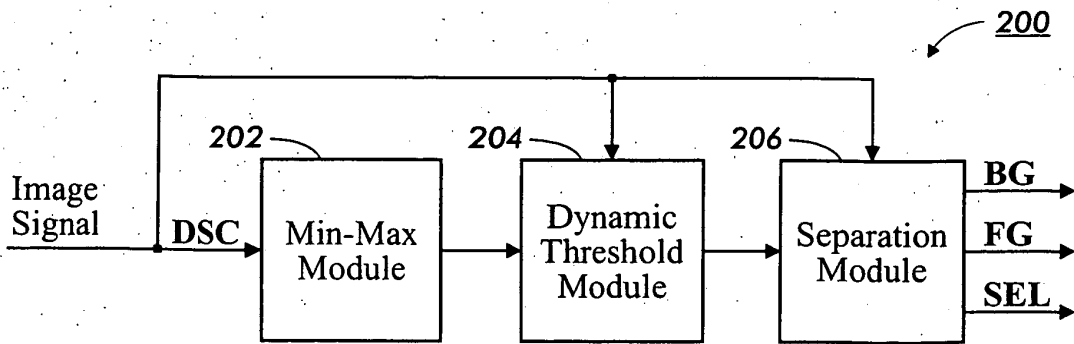 200
202
204
206
Image
Signal
DSC
Min-Max
Module
Dynamic
Threshold
Module
Separation
Module
BG
FG
SEL